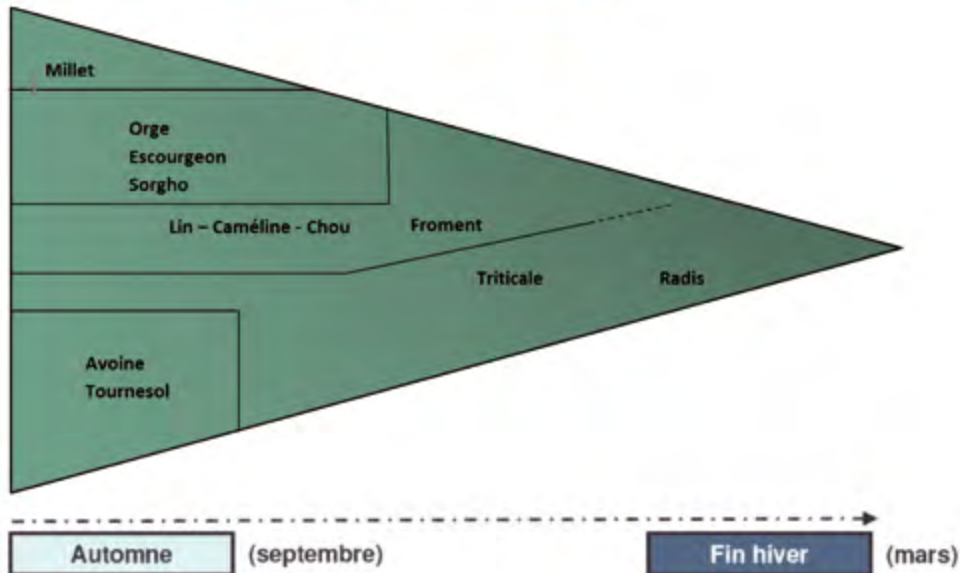 Millet
Orge
Escourgeon
Sorgho
Lin – Caméline - Chou
Froment
Triticale
Radis
Avoine
Tournesol
Automne
(septembre)
Fin hiver
(mars)